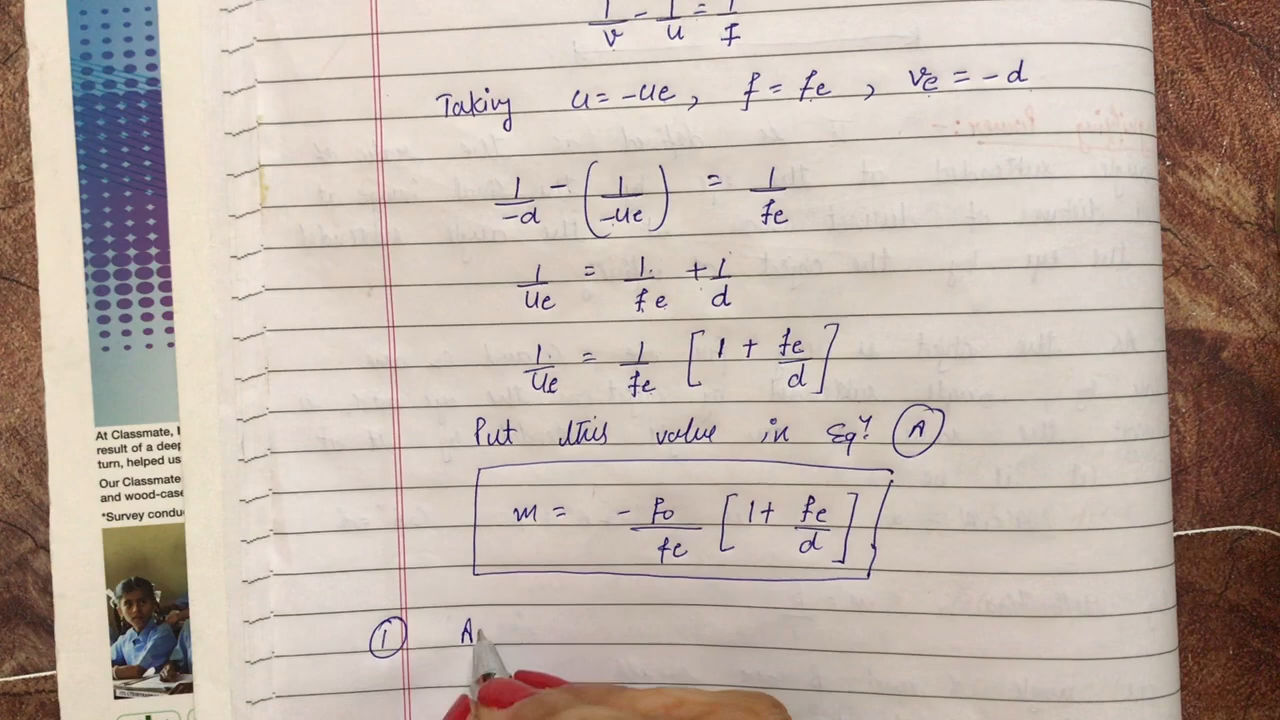 1/v - 1/u = 1/f
Taking u = -ue, f = fe, ve = -d
1/-d - (1/-ue) = 1/fe
1/ue = 1/fe + 1/d
1/ue = 1/fe [1 + fe/d]
Put this value in Eqn. (A)
m = - fo/fe [1 + fe/d]
(1) A
At Classmate,
result of a deep
turn, helped us
Our Classmate
and wood-case
*Survey condu